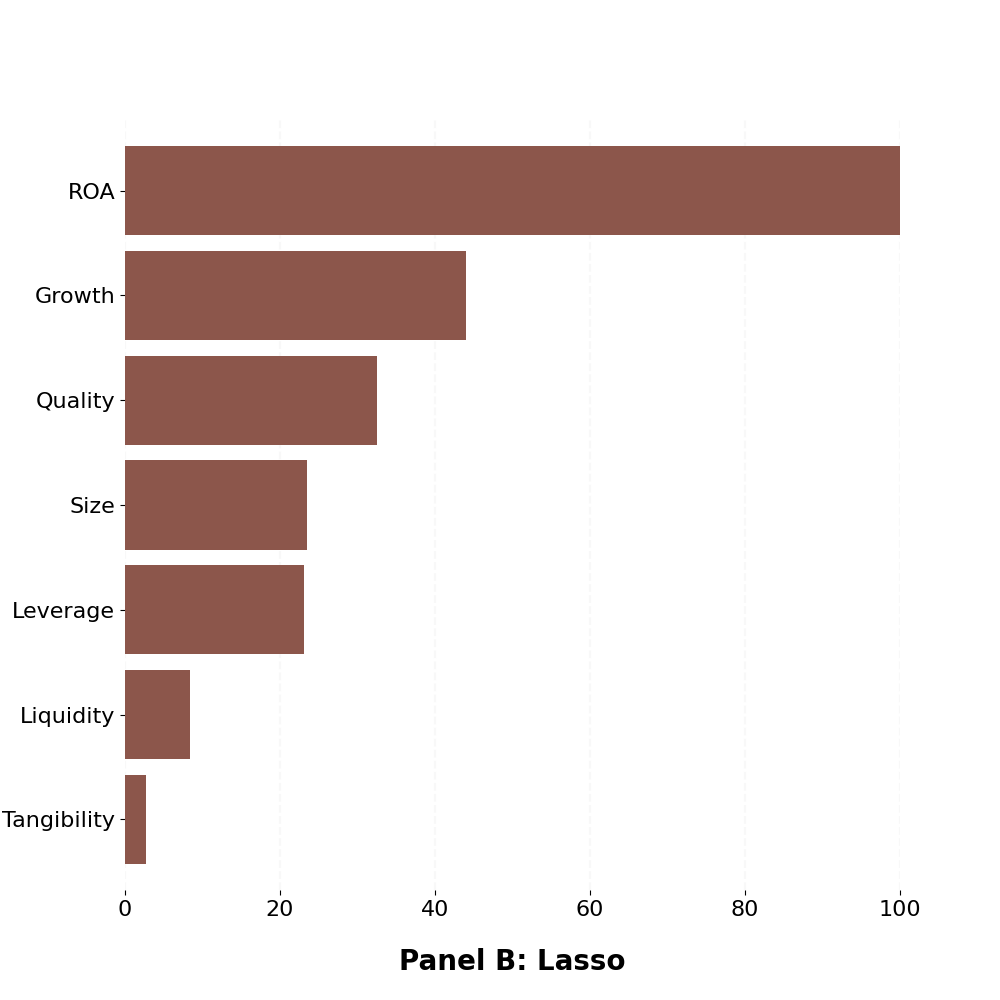 ROA
Growth
Quality
Size
Leverage
Liquidity
Tangibility
0 20 40 60 80 100
Panel B: Lasso